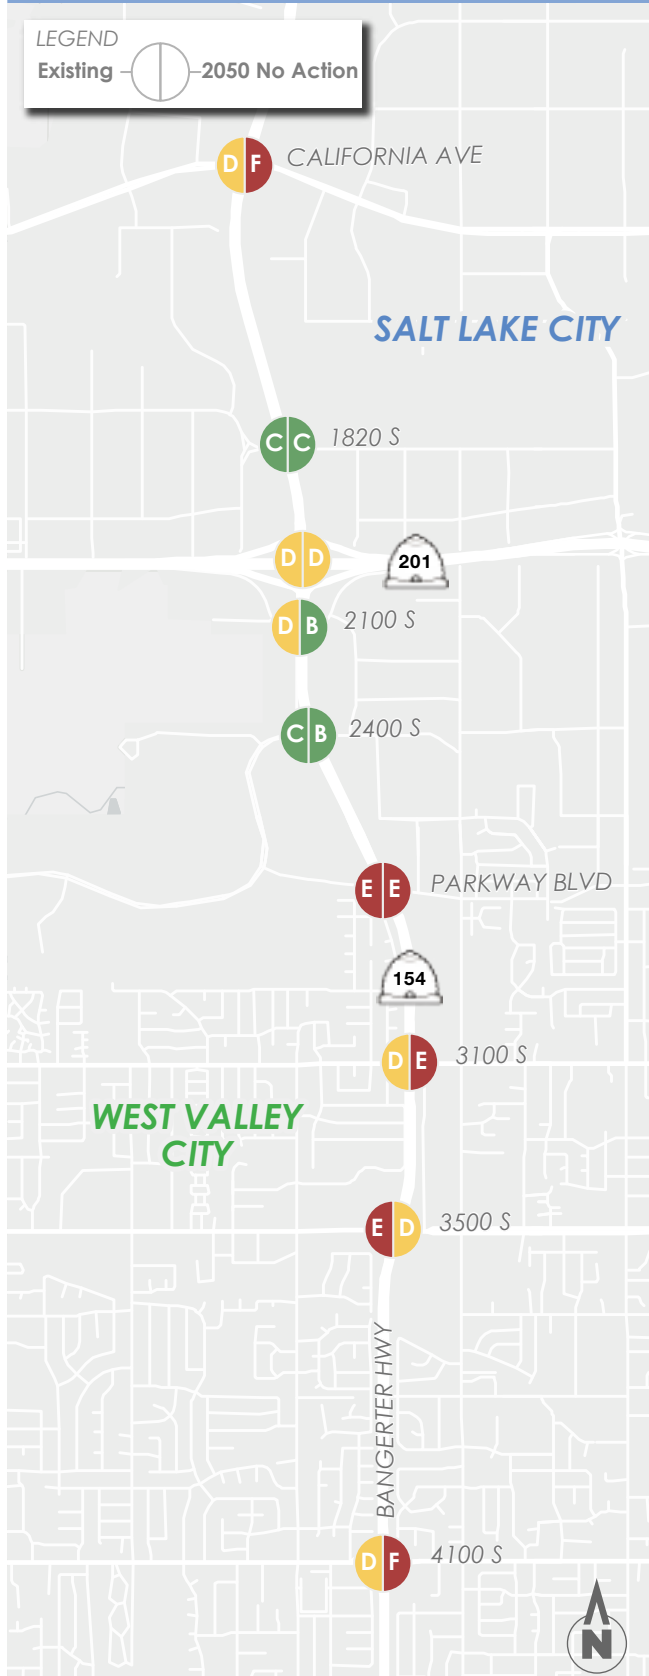 LEGEND
Existing 2050 No Action
D F CALIFORNIA AVE
SALT LAKE CITY
C C 1820 S
D D 201
D B 2100 S
C B 2400 S
E E PARKWAY BLVD
154
D E 3100 S
WEST VALLEY
CITY
E D 3500 S
BANGERTER HWY
D F 4100 S
N